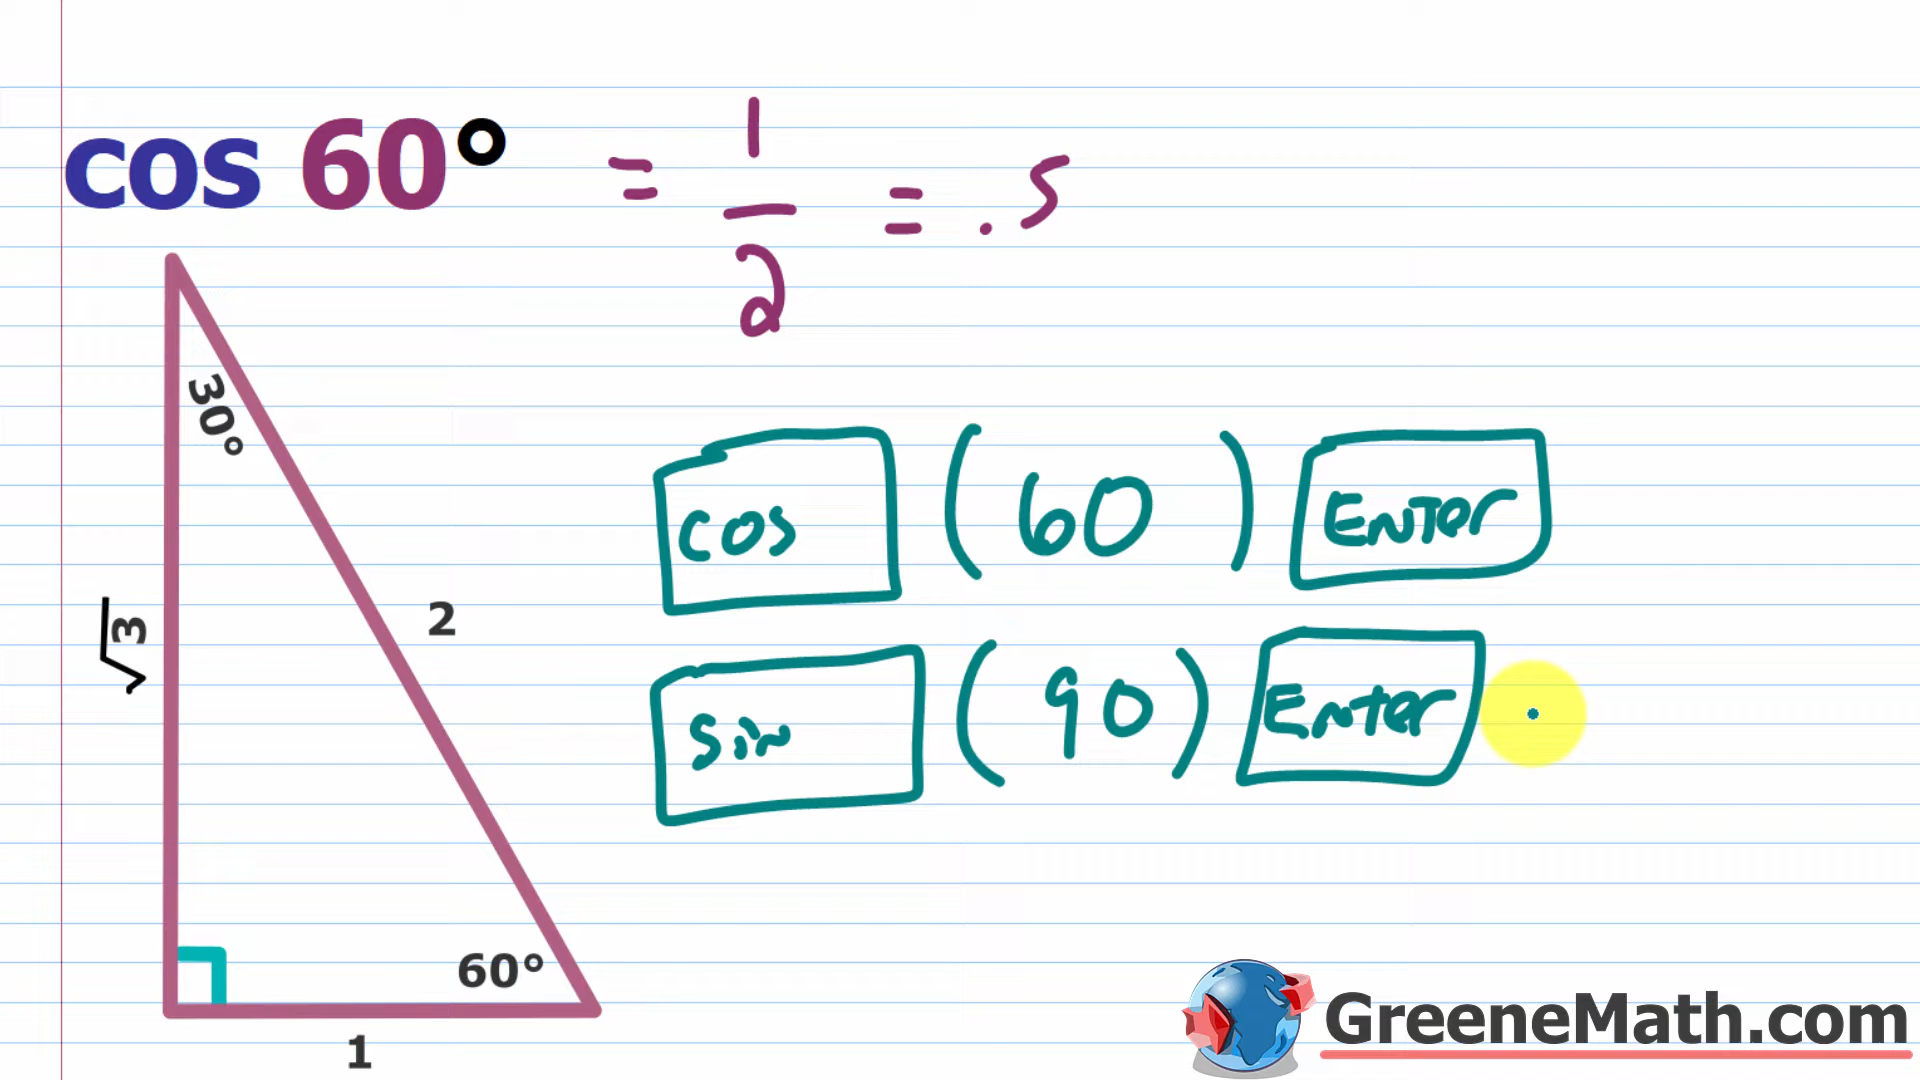 cos 60° = 1/2 = .5
30°
cos ( 60 ) Enter
√3
2
sin ( 90 ) Enter
60°
1
GreeneMath.com